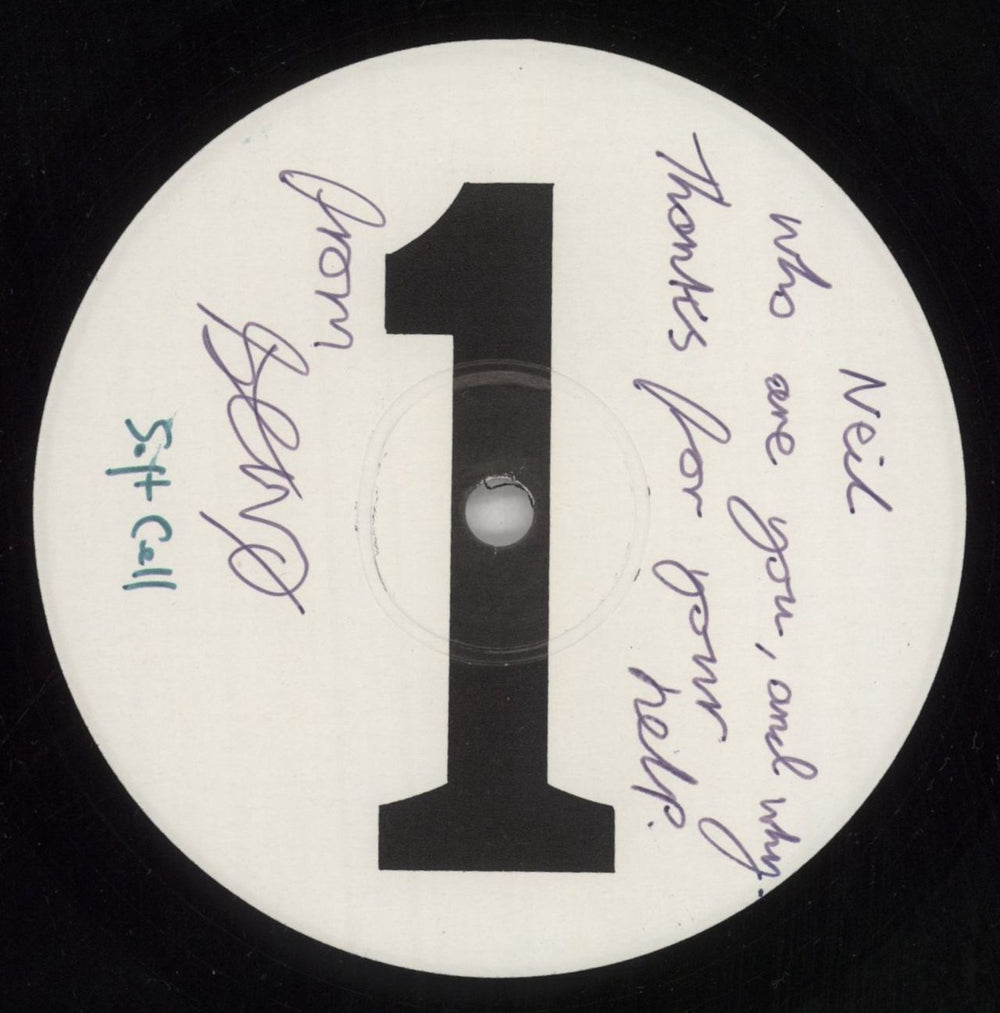 Neil
who are you, and why.
Thanks for your help.
1
from
Soft Cell